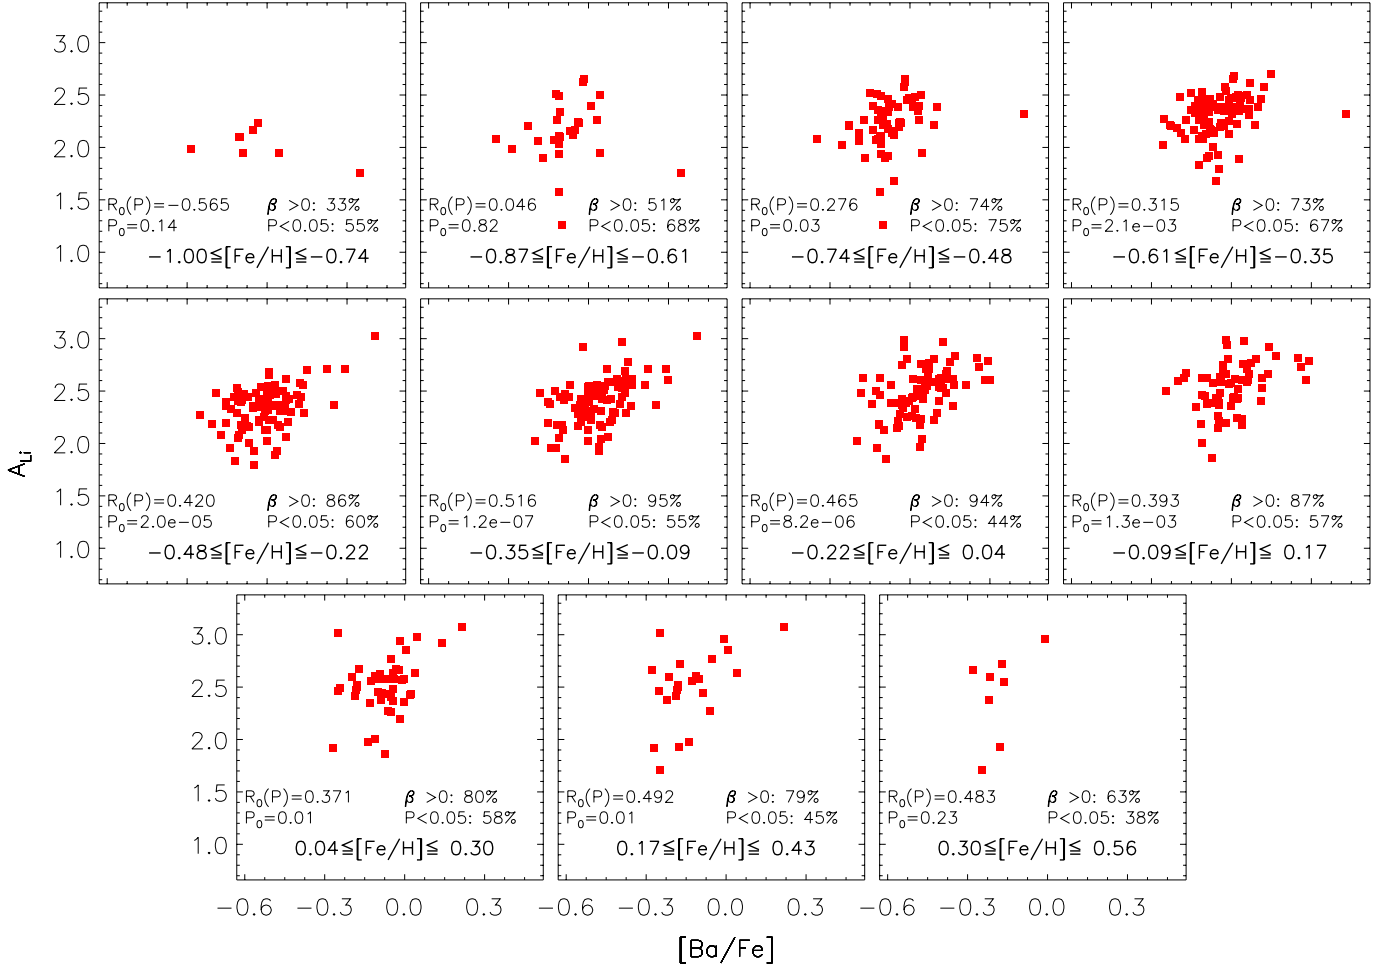 3.0
2.5
2.0
1.5
1.0
R0(P)=−0.565 β >0: 33%
P0=0.14 P<0.05: 55%
−1.00≦[Fe/H]≦−0.74
R0(P)=0.046 β >0: 51%
P0=0.82 P<0.05: 68%
−0.87≦[Fe/H]≦−0.61
R0(P)=0.276 β >0: 74%
P0=0.03 P<0.05: 75%
−0.74≦[Fe/H]≦−0.48
R0(P)=0.315 β >0: 73%
P0=2.1e−03 P<0.05: 67%
−0.61≦[Fe/H]≦−0.35
ALi
3.0
2.5
2.0
1.5
1.0
R0(P)=0.420 β >0: 86%
P0=2.0e−05 P<0.05: 60%
−0.48≦[Fe/H]≦−0.22
R0(P)=0.516 β >0: 95%
P0=1.2e−07 P<0.05: 55%
−0.35≦[Fe/H]≦−0.09
R0(P)=0.465 β >0: 94%
P0=8.2e−06 P<0.05: 44%
−0.22≦[Fe/H]≦ 0.04
R0(P)=0.393 β >0: 87%
P0=1.3e−03 P<0.05: 57%
−0.09≦[Fe/H]≦ 0.17
3.0
2.5
2.0
1.5
1.0
R0(P)=0.371 β >0: 80%
P0=0.01 P<0.05: 58%
0.04≦[Fe/H]≦ 0.30
R0(P)=0.492 β >0: 79%
P0=0.01 P<0.05: 45%
0.17≦[Fe/H]≦ 0.43
R0(P)=0.483 β >0: 63%
P0=0.23 P<0.05: 38%
0.30≦[Fe/H]≦ 0.56
−0.6 −0.3 0.0 0.3
−0.6 −0.3 0.0 0.3
−0.6 −0.3 0.0 0.3
[Ba/Fe]